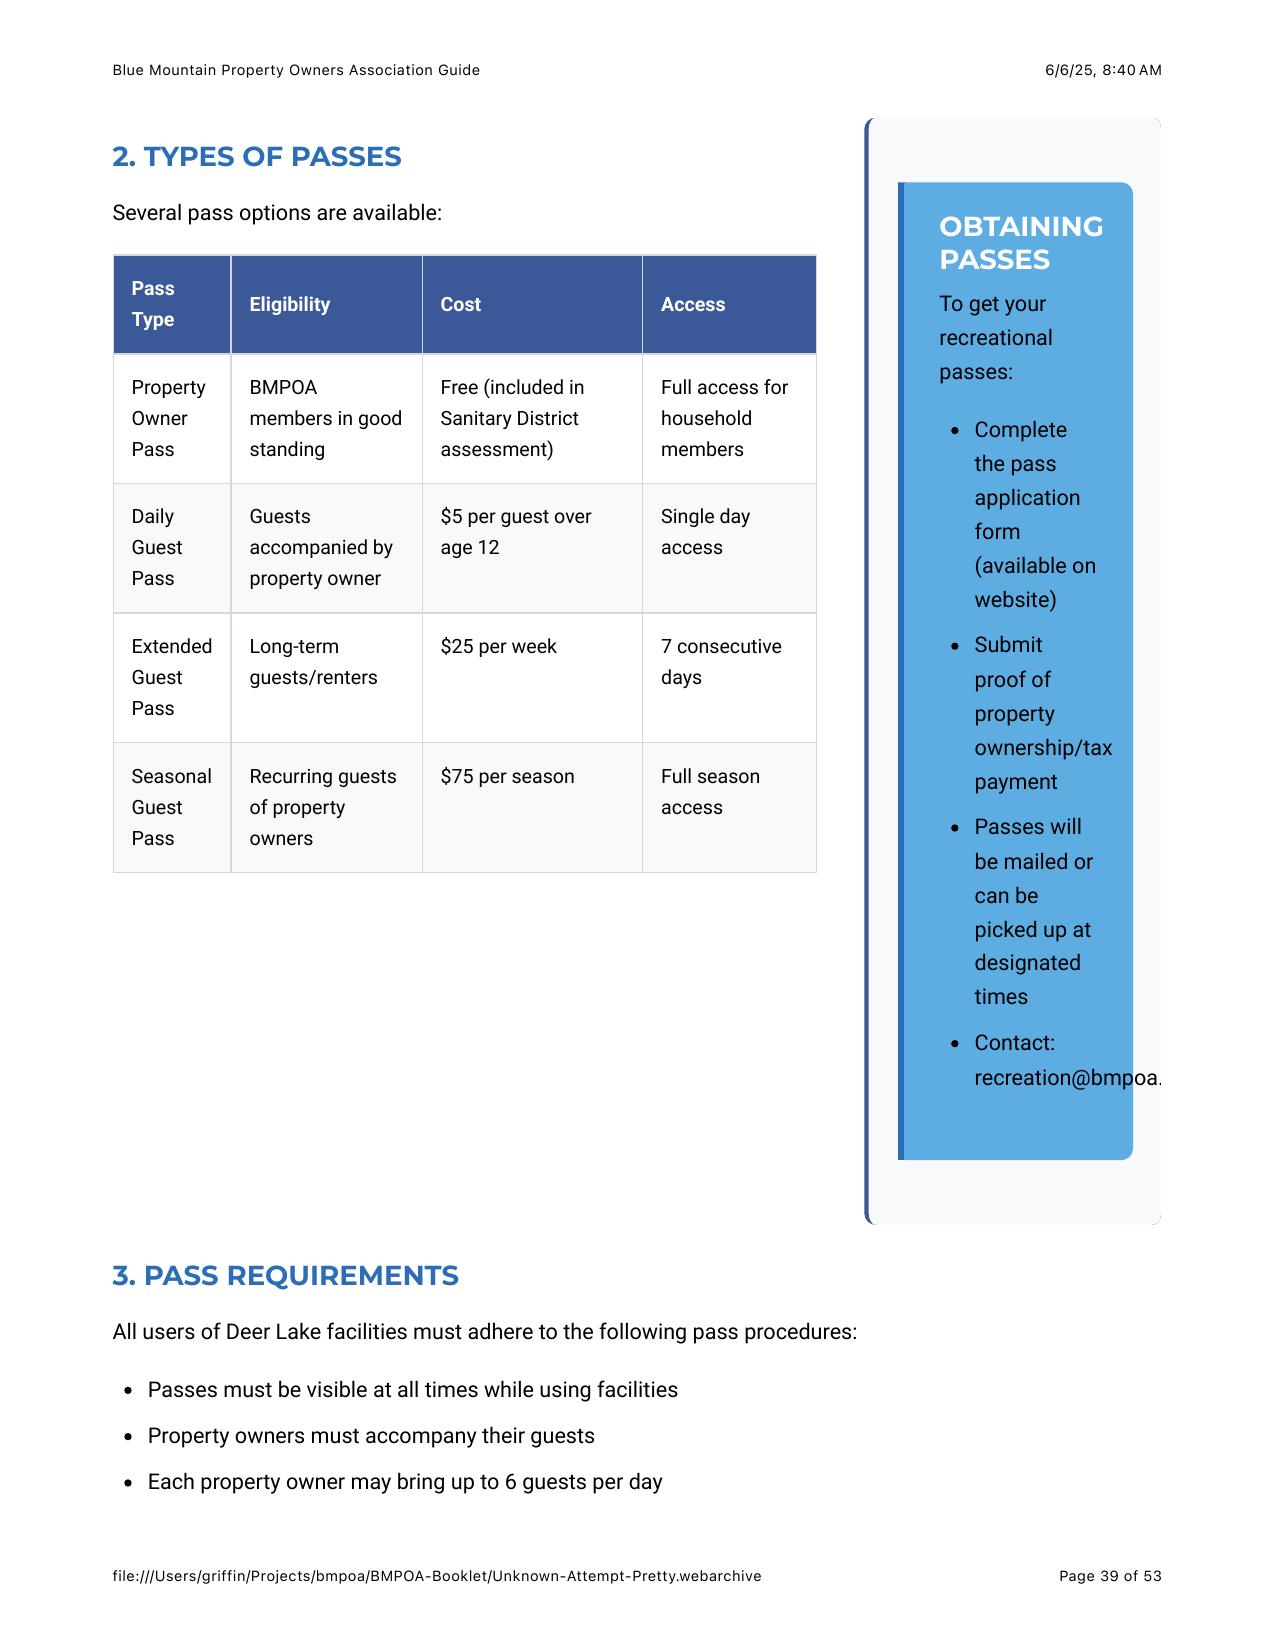 Blue Mountain Property Owners Association Guide
6/6/25, 8:40 AM
2. TYPES OF PASSES
Several pass options are available:
Pass
Type
Eligibility
Cost
Access
Property
Owner
Pass
BMPOA
members in good
standing
Free (included in
Sanitary District
assessment)
Full access for
household
members
Daily
Guest
Pass
Guests
accompanied by
property owner
$5 per guest over
age 12
Single day
access
Extended
Guest
Pass
Long-term
guests/renters
$25 per week
7 consecutive
days
Seasonal
Guest
Pass
Recurring guests
of property
owners
$75 per season
Full season
access
OBTAINING
PASSES
To get your
recreational
passes:
• Complete
the pass
application
form
(available on
website)
• Submit
proof of
property
ownership/tax
payment
• Passes will
be mailed or
can be
picked up at
designated
times
• Contact:
recreation@bmpoa.
3. PASS REQUIREMENTS
All users of Deer Lake facilities must adhere to the following pass procedures:
• Passes must be visible at all times while using facilities
• Property owners must accompany their guests
• Each property owner may bring up to 6 guests per day
file:///Users/griffin/Projects/bmpoa/BMPOA-Booklet/Unknown-Attempt-Pretty.webarchive
Page 39 of 53